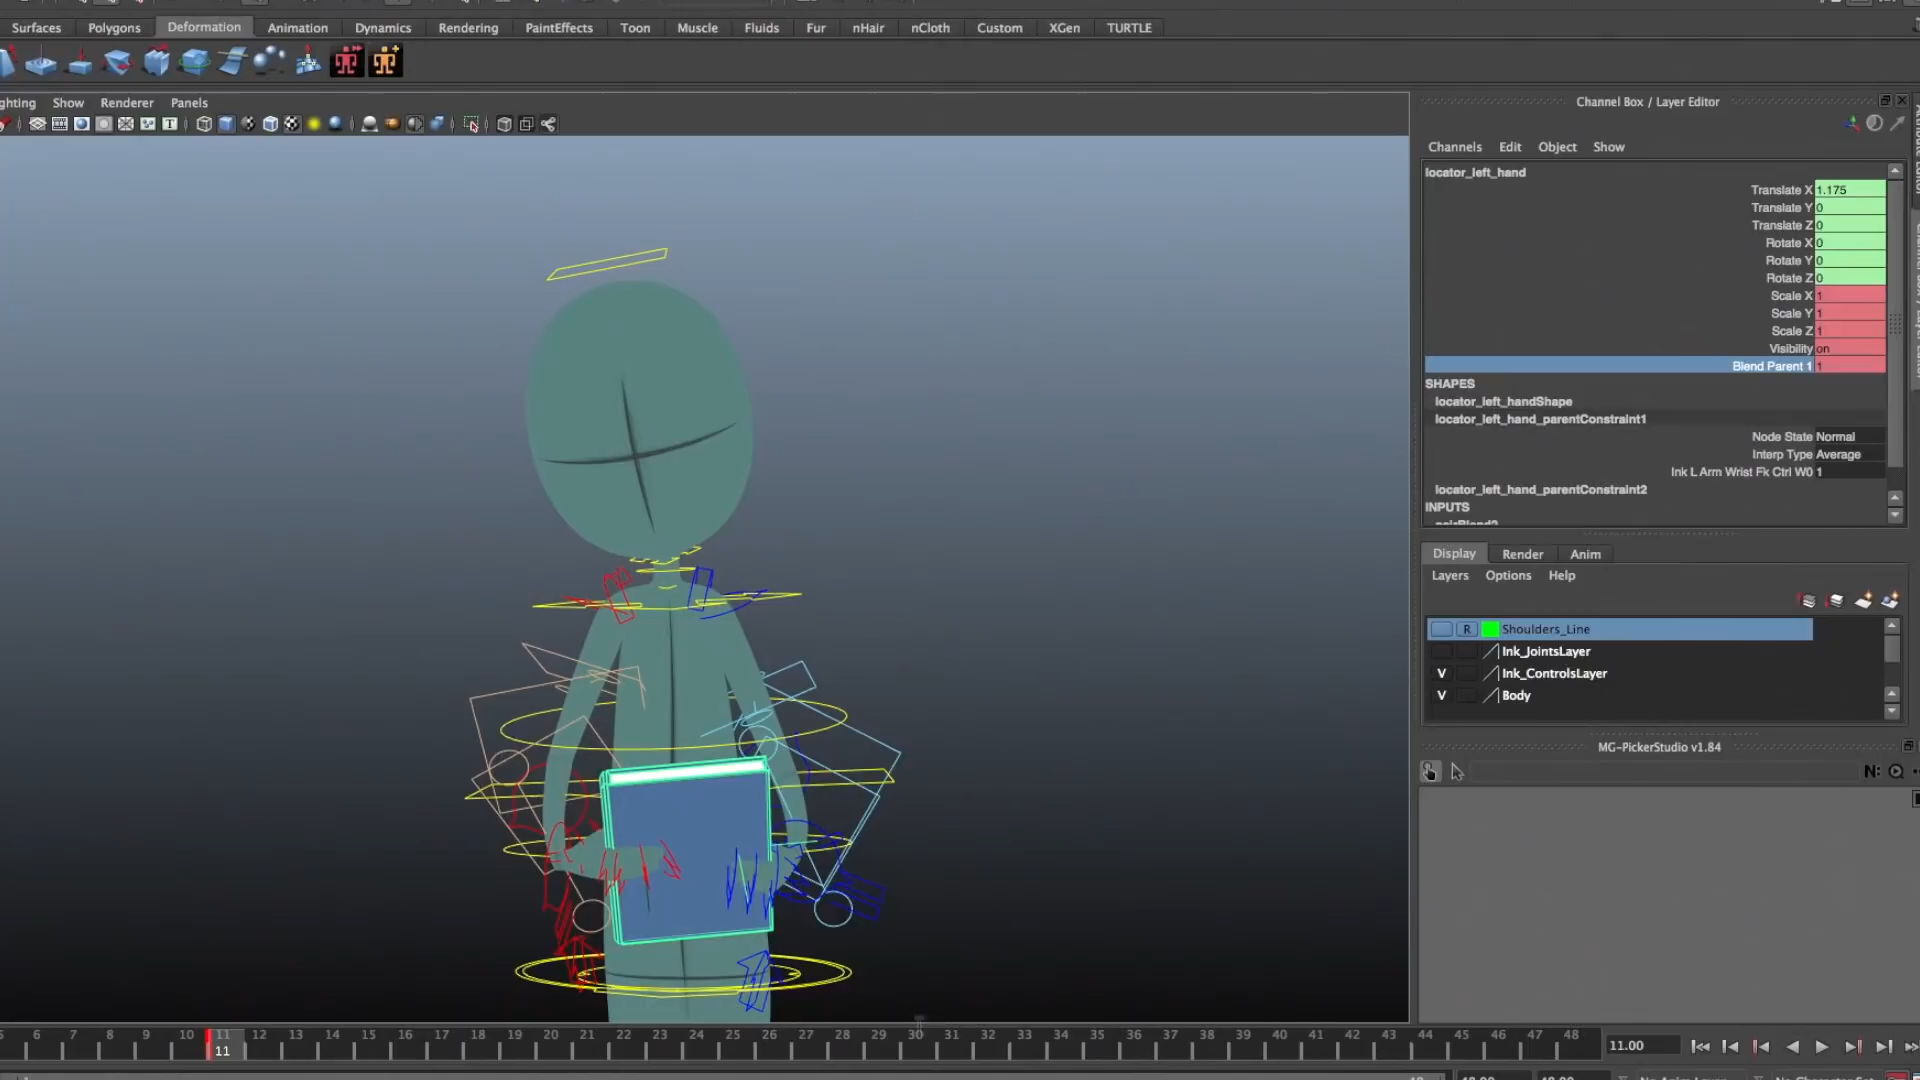 Surfaces Polygons Deformation Animation Dynamics Rendering PaintEffects Toon Muscle Fluids Fur nHair nCloth Custom XGen TURTLE
ghting Show Renderer Panels
Channel Box / Layer Editor
Channels Edit Object Show
locator_left_hand
Translate X 1.175
Translate Y 0
Translate Z 0
Rotate X 0
Rotate Y 0
Rotate Z 0
Scale X 1
Scale Y 1
Scale Z 1
Visibility on
Blend Parent 1 1
SHAPES
locator_left_handShape
locator_left_hand_parentConstraint1
Node State Normal
Interp Type Average
Ink L Arm Wrist Fk Ctrl W0 1
locator_left_hand_parentConstraint2
INPUTS
Display Render Anim
Layers Options Help
R Shoulders_Line
Ink_JointsLayer
V Ink_ControlsLayer
V Body
MG-PickerStudio v1.84
N:
6 7 8 9 10 11 12 13 14 15 16 17 18 19 20 21 22 23 24 25 26 27 28 29 30 31 32 33 34 35 36 37 38 39 40 41 42 43 44 45 46 47 48
11
11.00